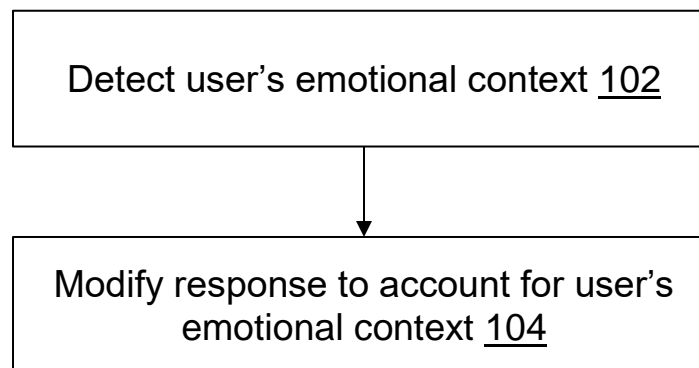 Detect user’s emotional context 102
Modify response to account for user’s
emotional context 104